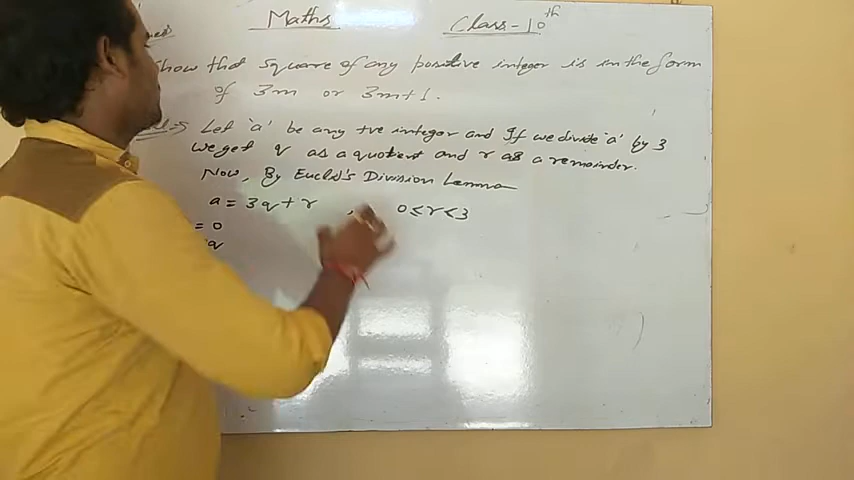 Maths Class-10th
Show that square of any positive integer is in the form
of 3m or 3m+1.
Let 'a' be any +ve integer and If we divide 'a' by 3
we get q as a quotient and r as a remainder.
Now, By Euclid's Division Lemma
a = 3q + r , 0 ≤ r < 3
= 0
q